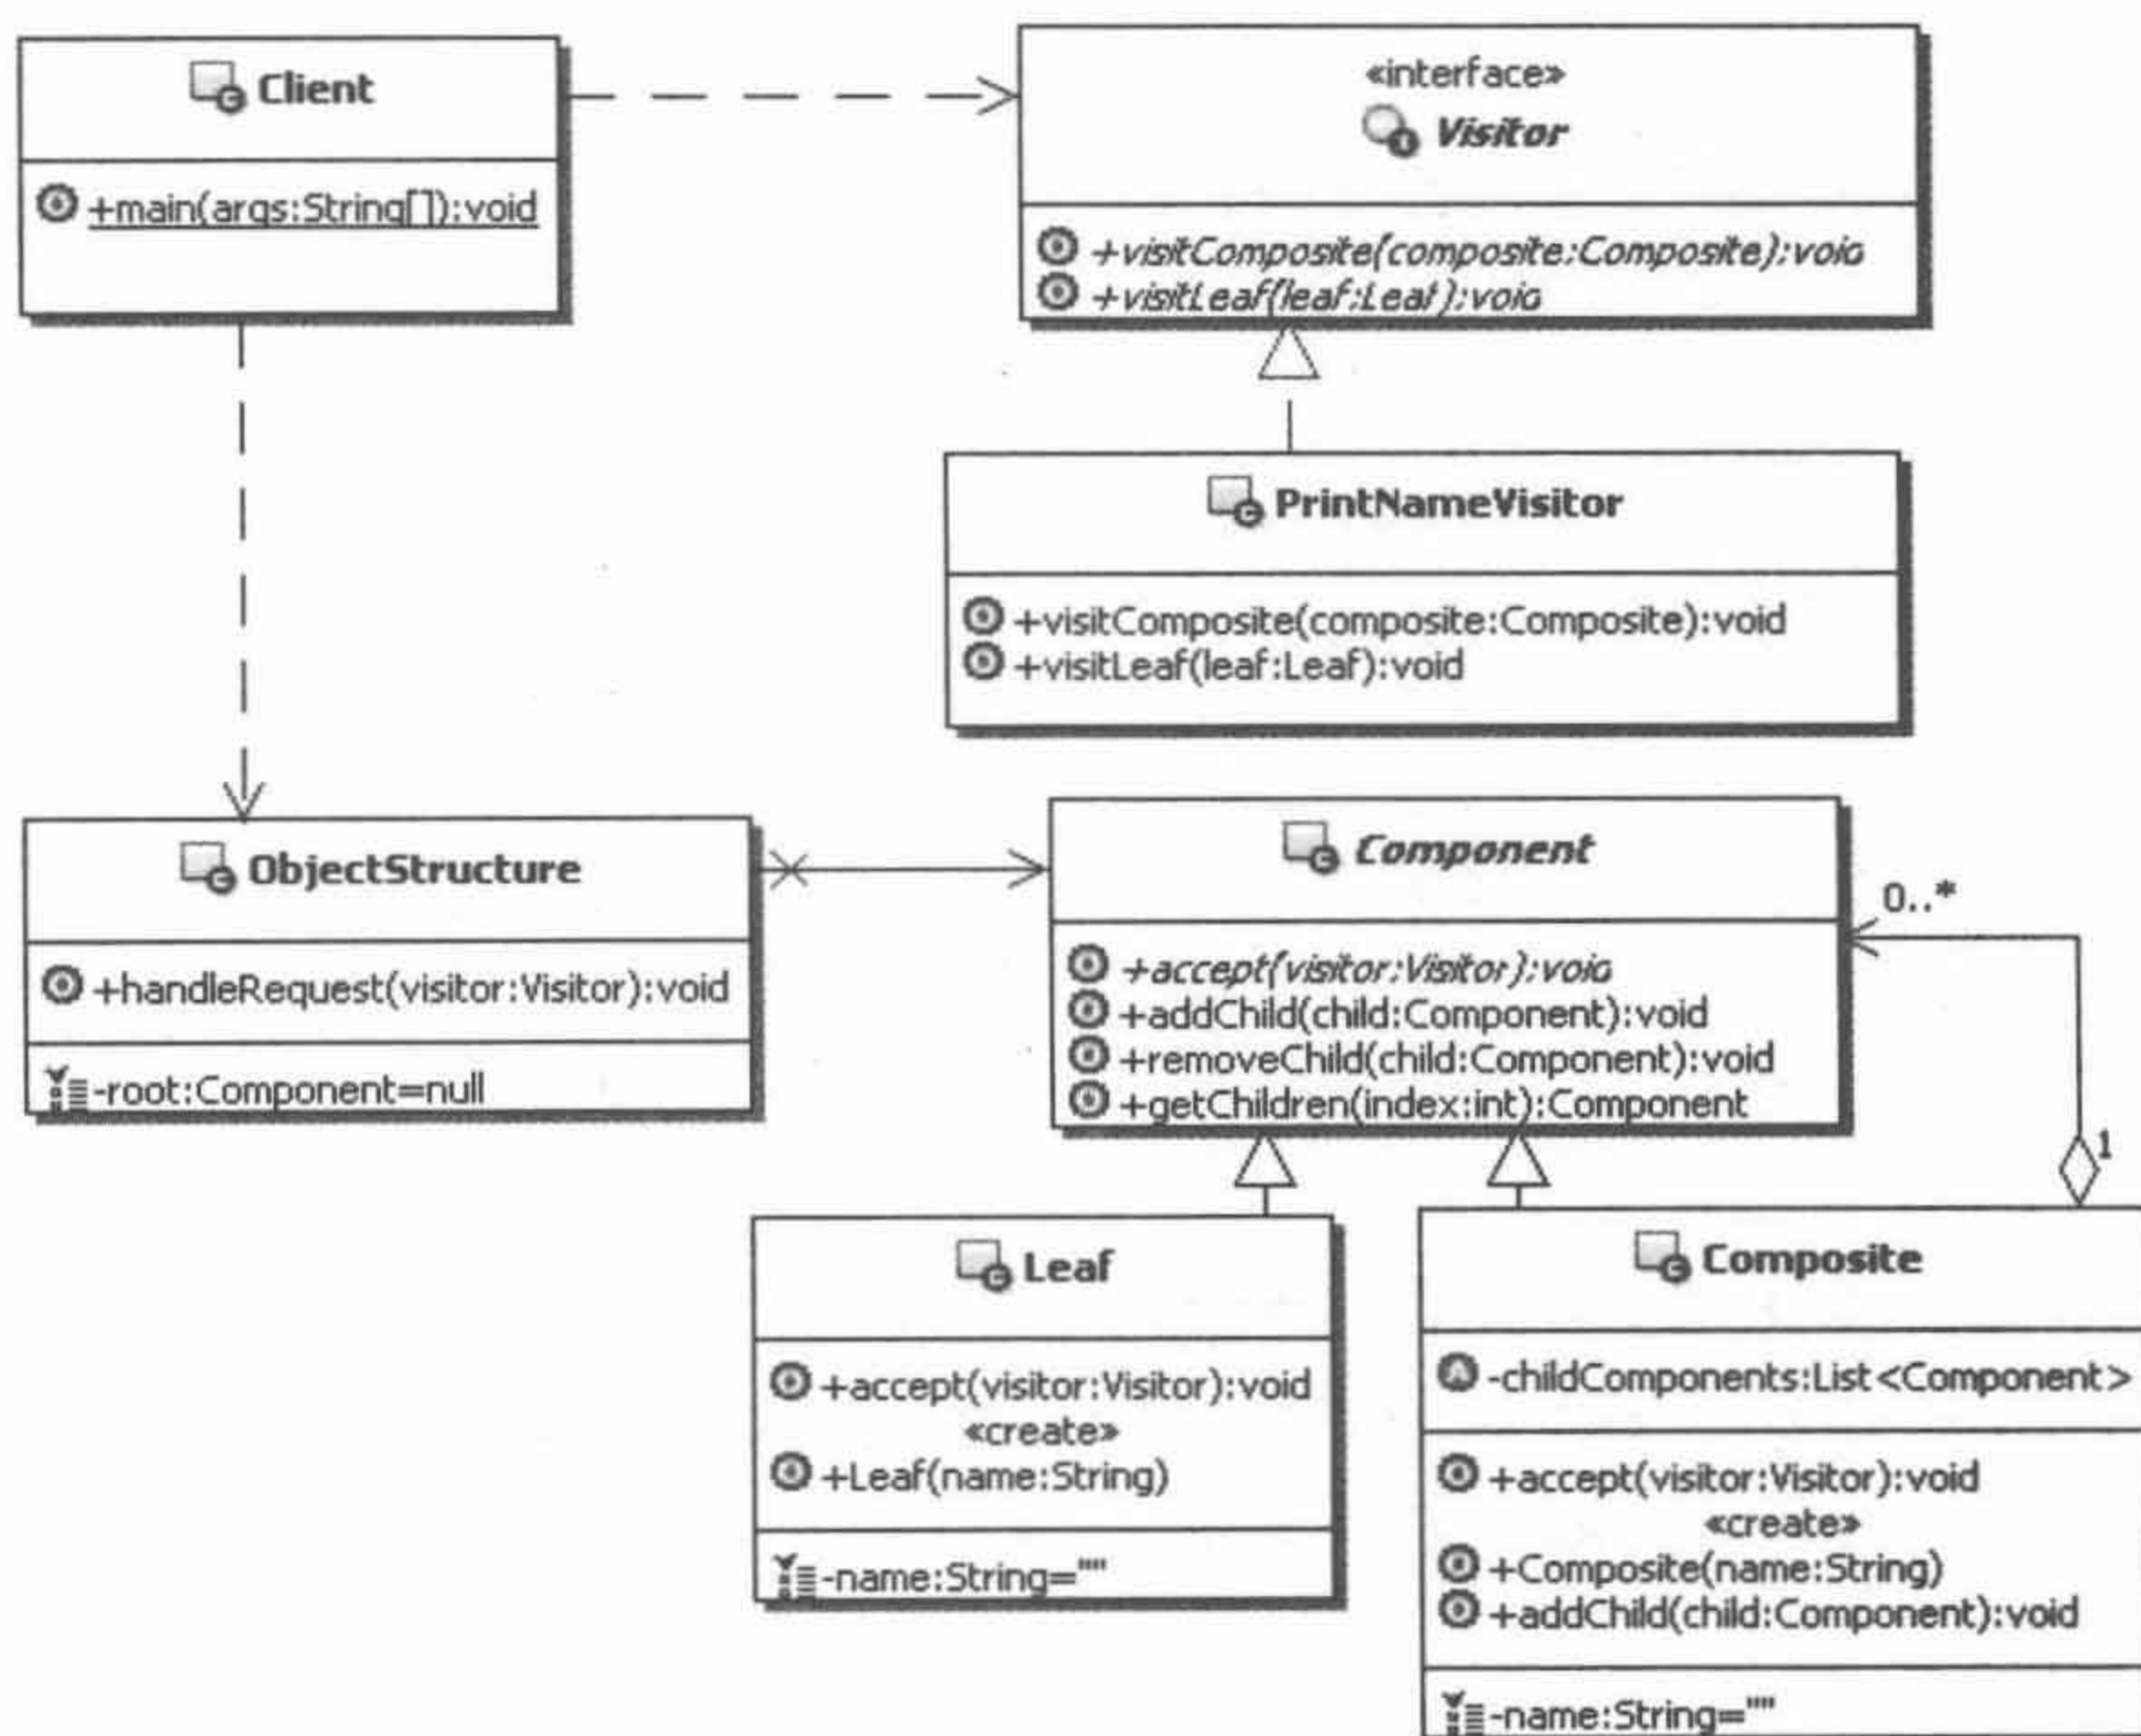 Client
+main(args:String[]):void
«interface»
Visitor
+visitComposite(composite:Composite):void
+visitLeaf(leaf:Leaf):void
PrintNameVisitor
+visitComposite(composite:Composite):void
+visitLeaf(leaf:Leaf):void
ObjectStructure
+handleRequest(visitor:Visitor):void
-root:Component=null
Component
+accept(visitor:Visitor):void
+addChild(child:Component):void
+removeChild(child:Component):void
+getChildren(index:int):Component
0..*
1
Leaf
+accept(visitor:Visitor):void
«create»
+Leaf(name:String)
-name:String=""
Composite
-childComponents:List<Component>
+accept(visitor:Visitor):void
«create»
+Composite(name:String)
+addChild(child:Component):void
-name:String=""